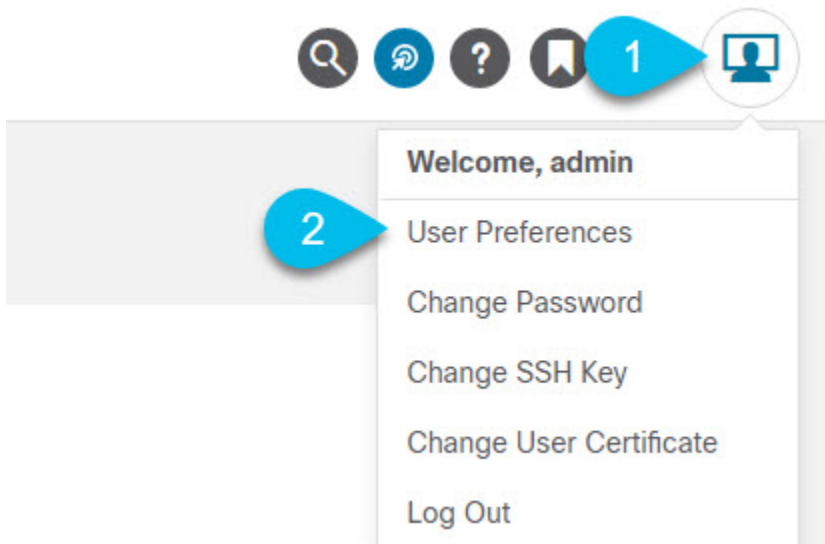 ?
1
Welcome, admin
2
User Preferences
Change Password
Change SSH Key
Change User Certificate
Log Out